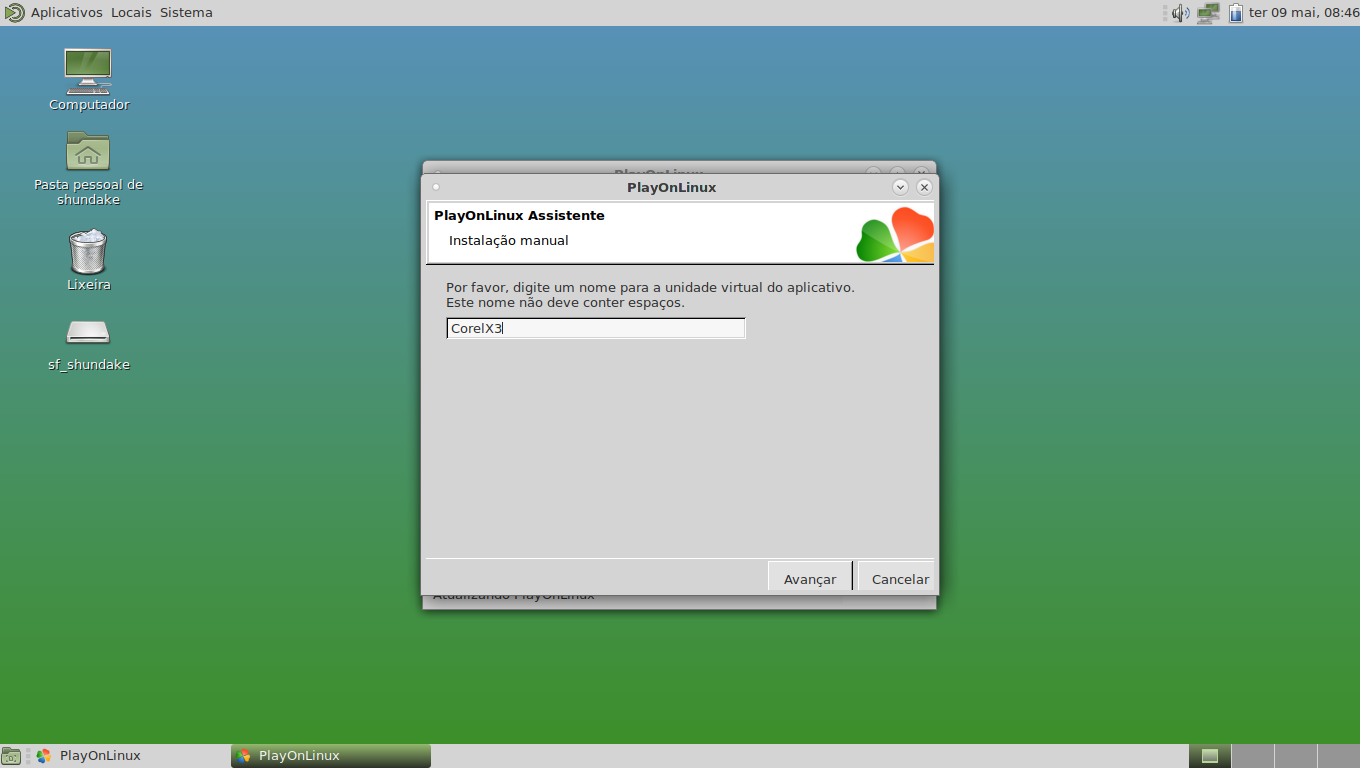 Aplicativos Locais Sistema
ter 09 mai, 08:46
Computador
Pasta pessoal de
shundake
Lixeira
sf_shundake
PlayOnLinux
PlayOnLinux
PlayOnLinux Assistente
Instalação manual
Por favor, digite um nome para a unidade virtual do aplicativo.
Este nome não deve conter espaços.
CorelX3
Avançar Cancelar
Atualizando PlayOnLinux
PlayOnLinux PlayOnLinux